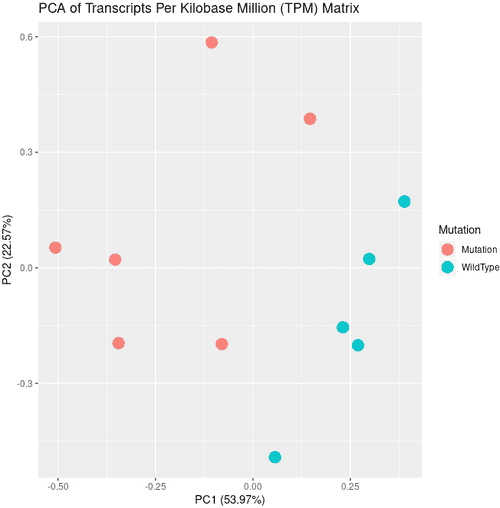 PCA of Transcripts Per Kilobase Million (TPM) Matrix
0.6
0.3
0.0
-0.3
PC2 (22.57%)
-0.50
-0.25
0.00
0.25
PC1 (53.97%)
Mutation
Mutation
WildType